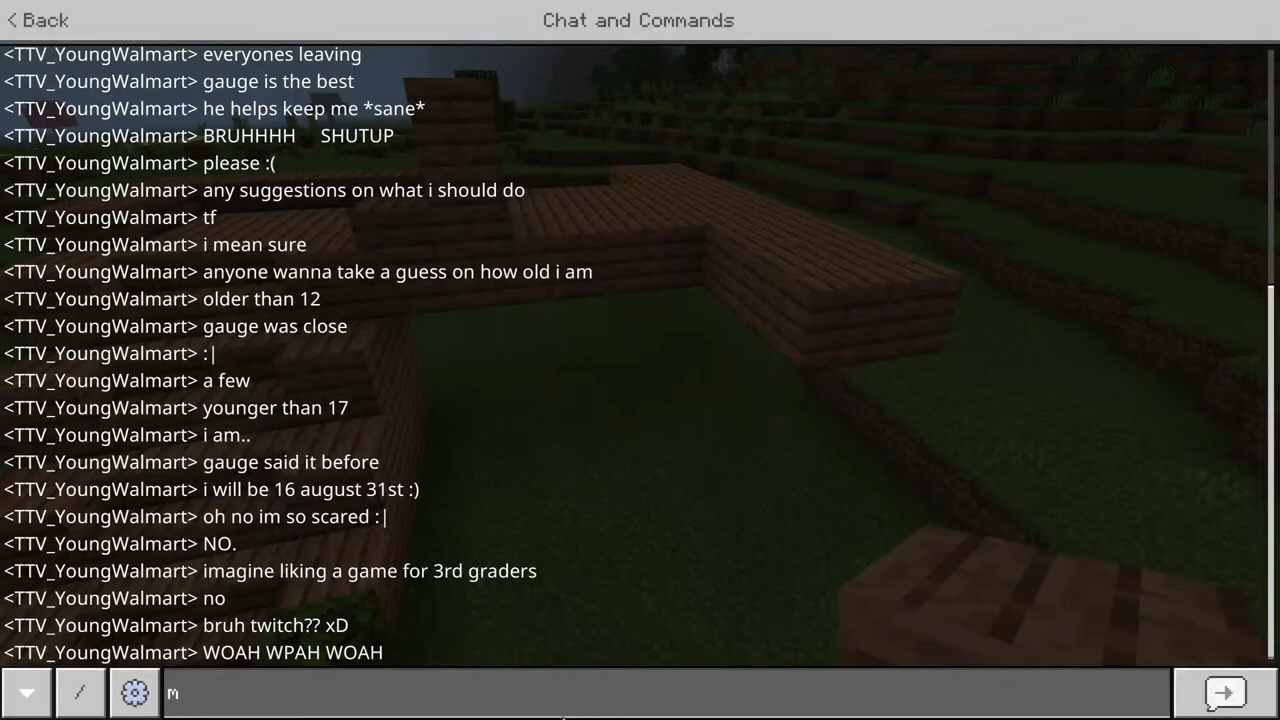 Back
Chat and Commands
<TTV_YoungWalmart> everyones leaving
<TTV_YoungWalmart> gauge is the best
<TTV_YoungWalmart> he helps keep me *sane*
<TTV_YoungWalmart> BRUHHHH SHUTUP
<TTV_YoungWalmart> please :(
<TTV_YoungWalmart> any suggestions on what i should do
<TTV_YoungWalmart> tf
<TTV_YoungWalmart> i mean sure
<TTV_YoungWalmart> anyone wanna take a guess on how old i am
<TTV_YoungWalmart> older than 12
<TTV_YoungWalmart> gauge was close
<TTV_YoungWalmart> :|
<TTV_YoungWalmart> a few
<TTV_YoungWalmart> younger than 17
<TTV_YoungWalmart> i am..
<TTV_YoungWalmart> gauge said it before
<TTV_YoungWalmart> i will be 16 august 31st :)
<TTV_YoungWalmart> oh no im so scared :|
<TTV_YoungWalmart> NO.
<TTV_YoungWalmart> imagine liking a game for 3rd graders
<TTV_YoungWalmart> no
<TTV_YoungWalmart> bruh twitch?? xD
<TTV_YoungWalmart> WOAH WPAH WOAH
/ m